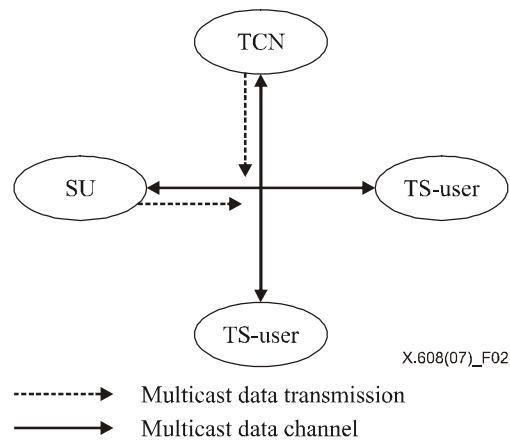 TCN
SU
TS-user
TS-user
X.608(07)_F02
Multicast data transmission
Multicast data channel